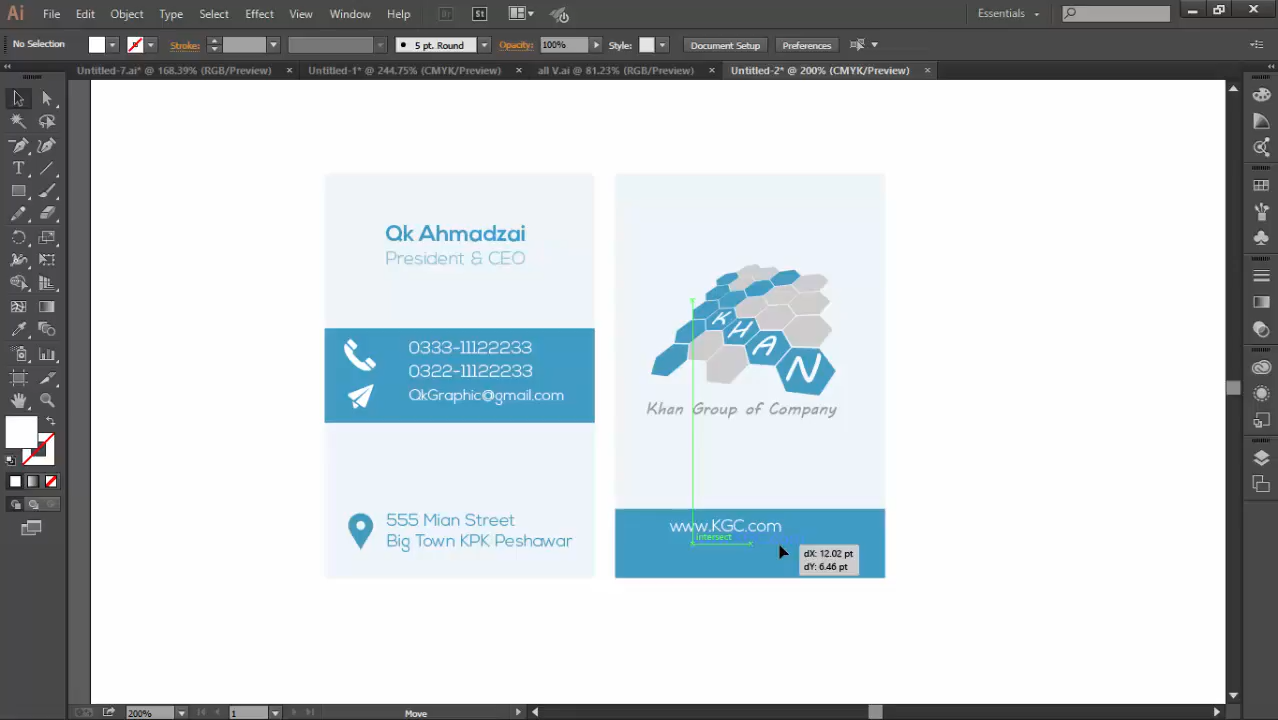 Ai File Edit Object Type Select Effect View Window Help Br St Essentials
No Selection Stroke: 5 pt. Round Opacity: 100% Style: Document Setup Preferences
Untitled-7.ai* @ 168.39% (RGB/Preview) × Untitled-1* @ 244.75% (CMYK/Preview) × all V.ai @ 81.23% (RGB/Preview) × Untitled-2* @ 200% (CMYK/Preview) ×
Qk Ahmadzai
President & CEO
0333-11122233
0322-11122233
QkGraphic@gmail.com
555 Mian Street
Big Town KPK Peshawar
KHAN
Khan Group of Company
www.KGC.com
intersect
dX: 12.02 pt
dY: 6.46 pt
200% 1 Move